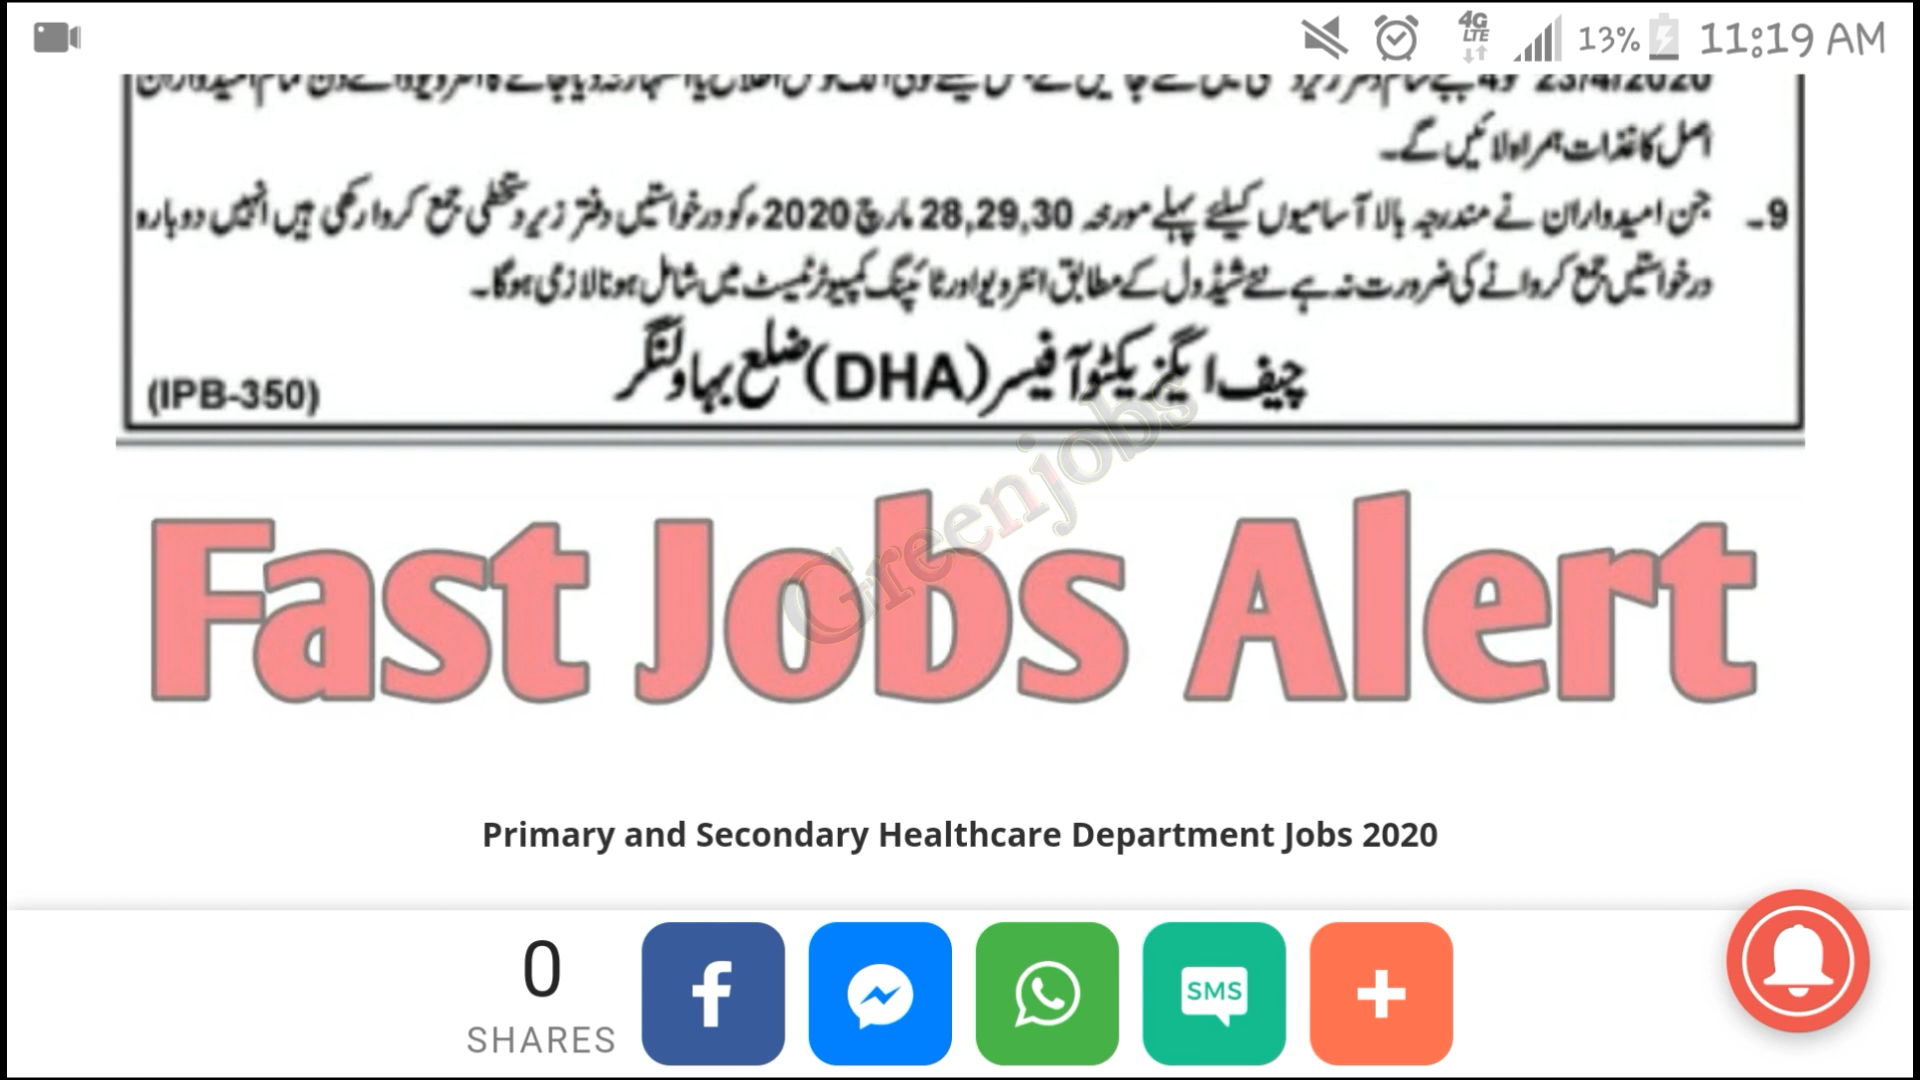 4G LTE 13% 11:19 AM
23/4/2020
اصل کاغذات ہمراہ لائیں گے۔
9۔ جن امیدواران نے مندرجہ بالا آسامیوں کیلئے پہلے مورخہ 28,29,30 مارچ 2020ء کو درخواستیں دفتر زیر دستخطی جمع کروا رکھی ہیں انہیں دوبارہ
درخواستیں جمع کروانے کی ضرورت نہ ہے نئے شیڈول کے مطابق انٹرویو اور ٹائپنگ کمپیوٹر ٹیسٹ میں شامل ہونا لازمی ہوگا۔
چیف ایگزیکٹو آفیسر (DHA) ضلع بہاولنگر
(IPB-350)
Greenjobs
Fast Jobs Alert
Primary and Secondary Healthcare Department Jobs 2020
0
SHARES
SMS